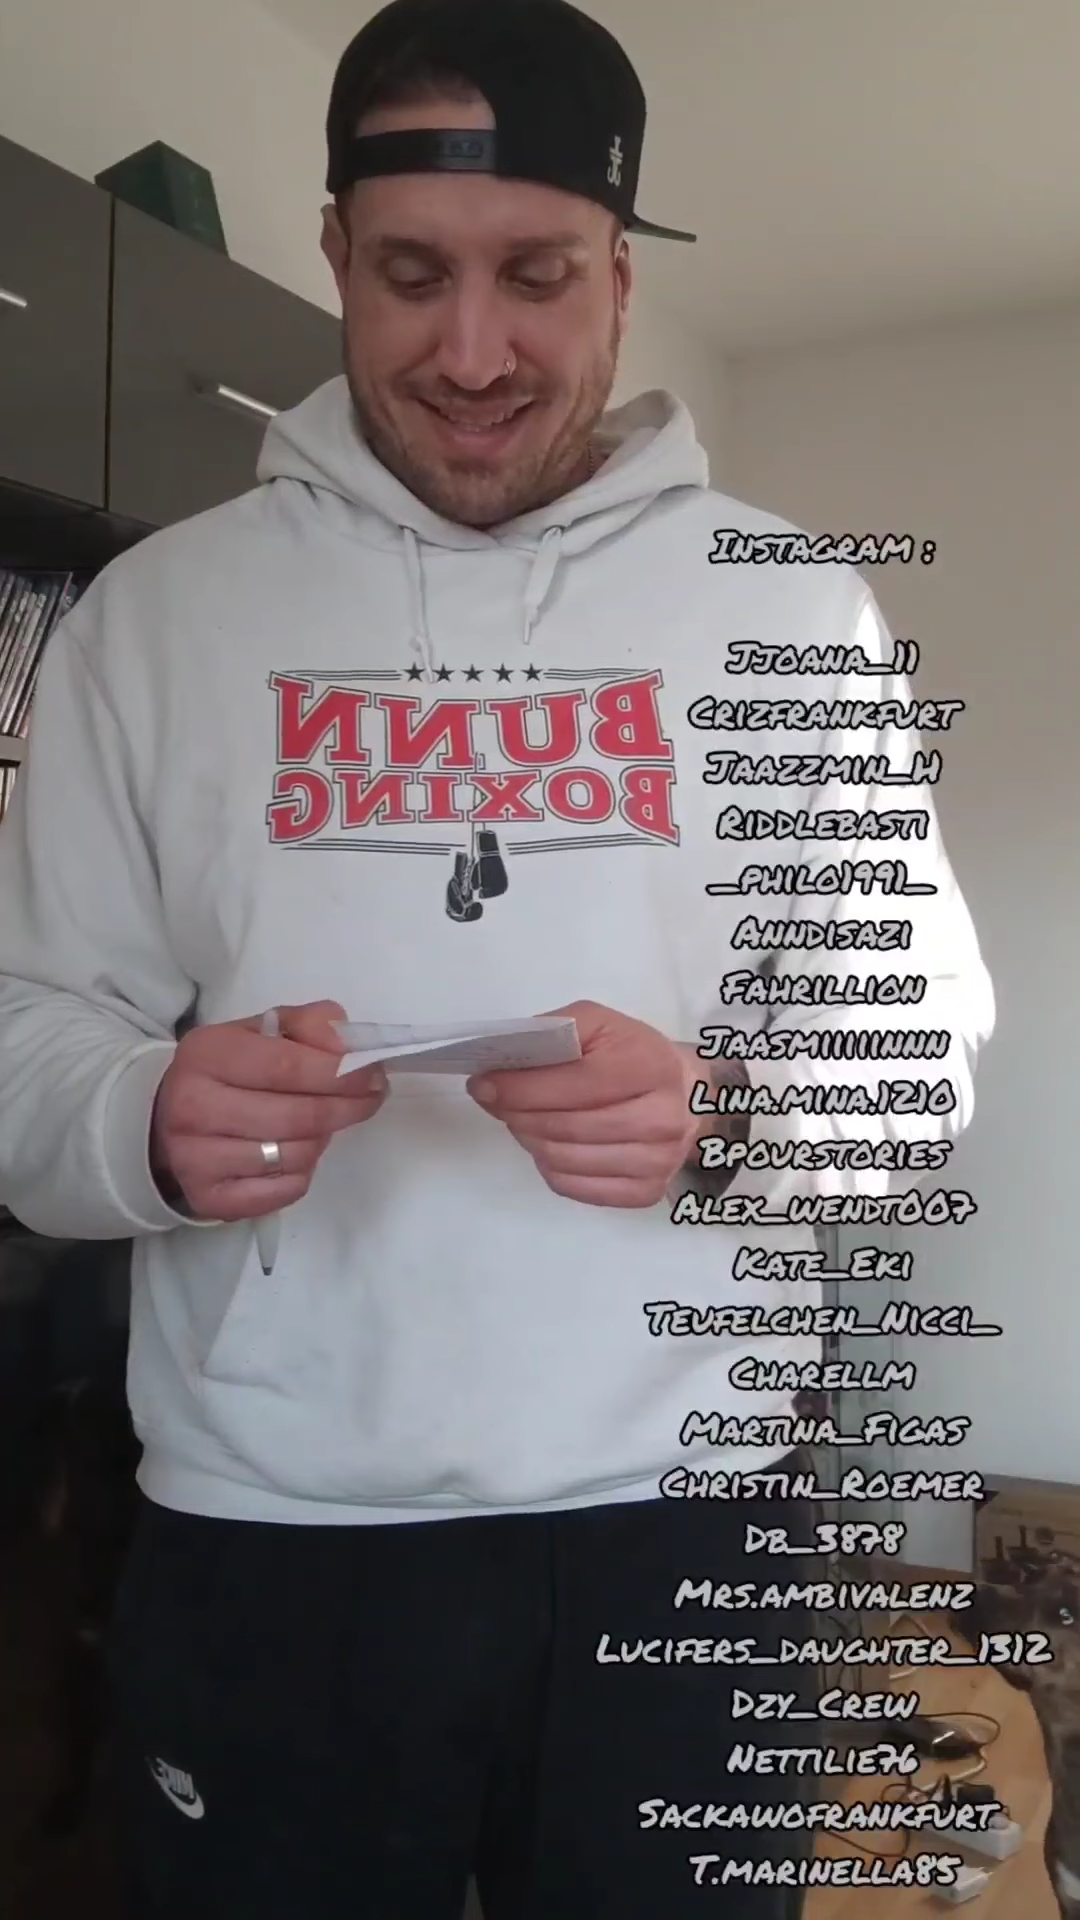 BUNN
BOXING
Instagram :
Jjoana_11
Crizfrankfurt
Jaazzmin_H
Riddlebasti
_philo1991_
Anndisazi
Fahrillion
Jaasmiiiiinnn
Lina.mina.1210
Bpourstories
Alex_wendt007
Kate_Eki
Teufelchen_Nicci_
Charellm
Martina_Figas
Christin_Roemer
Db_3878
Mrs.ambivalenz
Lucifers_daughter_1312
Dzy_Crew
Nettilie76
Sackawofrankfurt
T.marinella85
NIKE